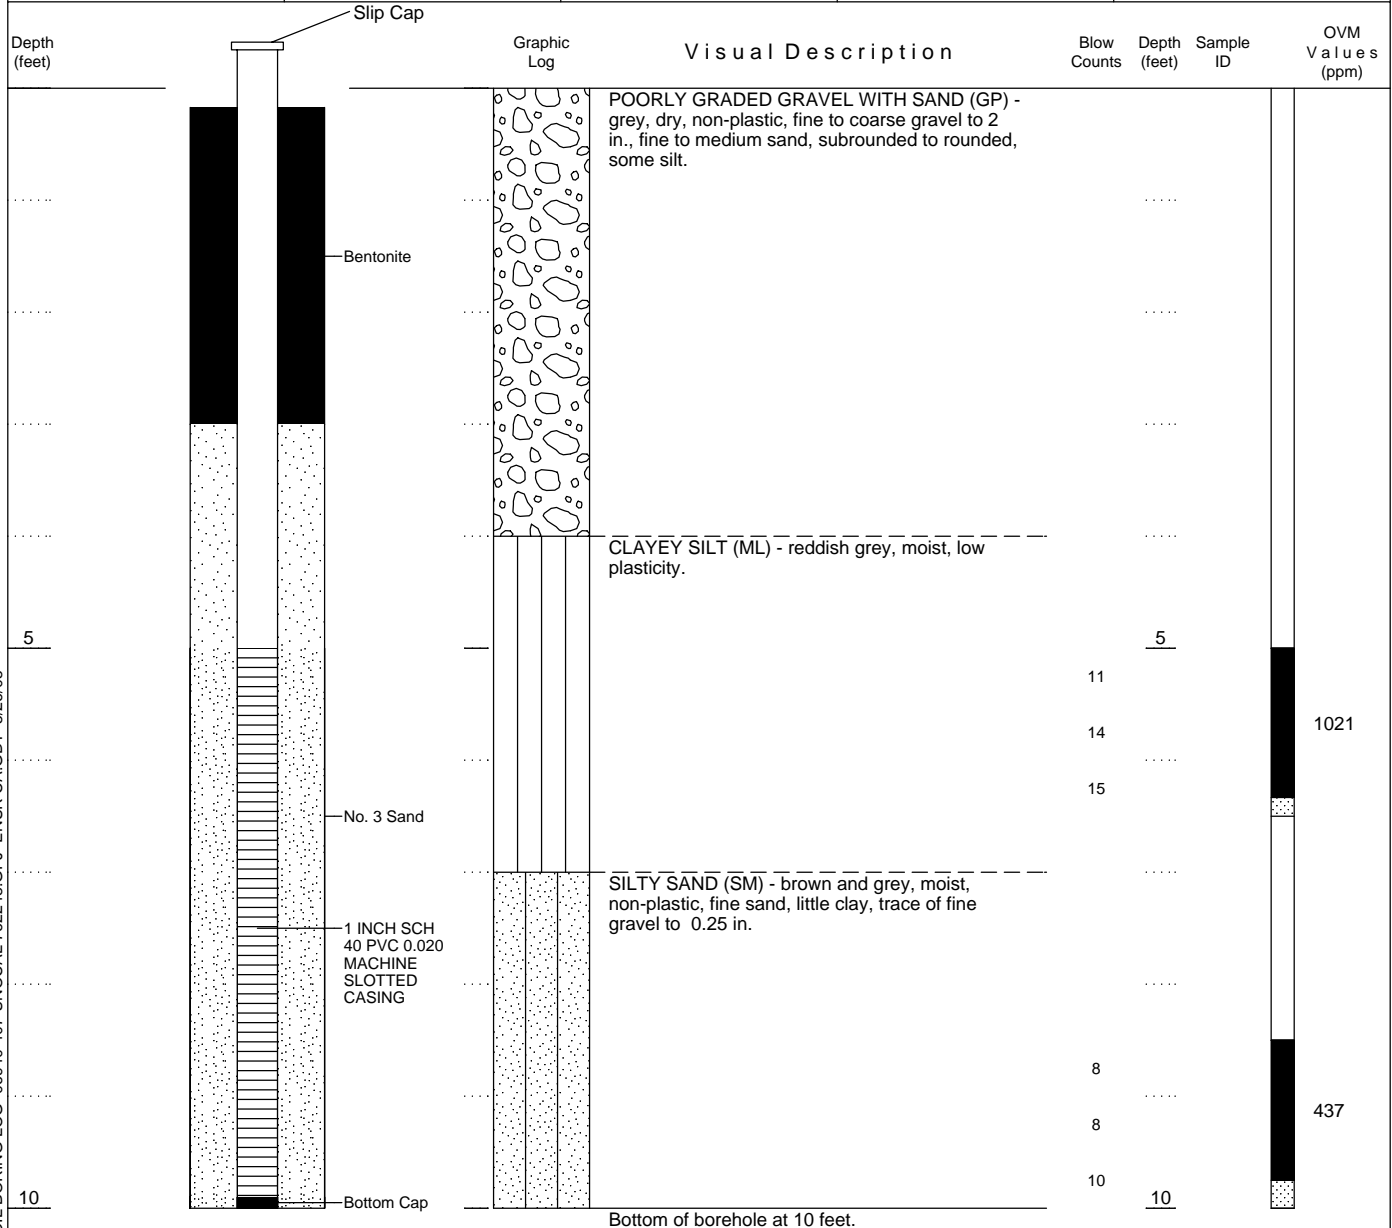 Slip Cap
Depth
(feet)
Graphic
Log
Visual Description
Blow
Counts
Depth
(feet)
Sample
ID
OVM
Values
(ppm)
POORLY GRADED GRAVEL WITH SAND (GP) -
grey, dry, non-plastic, fine to coarse gravel to 2
in., fine to medium sand, subrounded to rounded,
some silt.
Bentonite
CLAYEY SILT (ML) - reddish grey, moist, low
plasticity.
5
5
11
14
1021
15
No. 3 Sand
SILTY SAND (SM) - brown and grey, moist,
non-plastic, fine sand, little clay, trace of fine
gravel to 0.25 in.
1 INCH SCH
40 PVC 0.020
MACHINE
SLOTTED
CASING
8
437
8
10
10
10
Bottom Cap
Bottom of borehole at 10 feet.